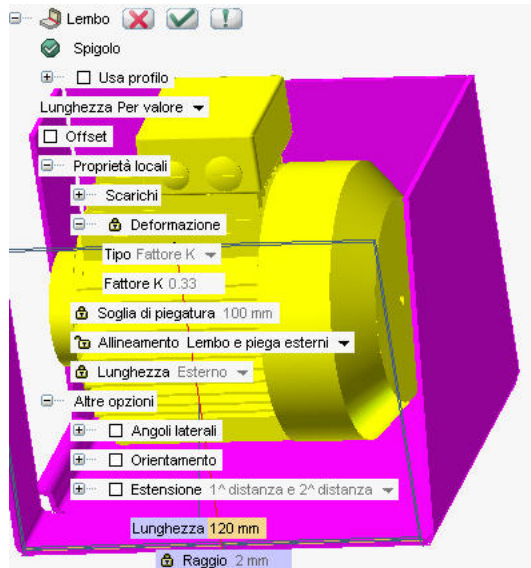 Lembo
Spigolo
Usa profilo
Lunghezza Per valore
Offset
Proprietà locali
Scarichi
Deformazione
Tipo Fattore K
Fattore K 0.33
Soglia di piegatura 100 mm
Allineamento Lembo e piega esterni
Lunghezza Esterno
Altre opzioni
Angoli laterali
Orientamento
Estensione 1^ distanza e 2^ distanza
Lunghezza 120 mm
Raggio 2 mm